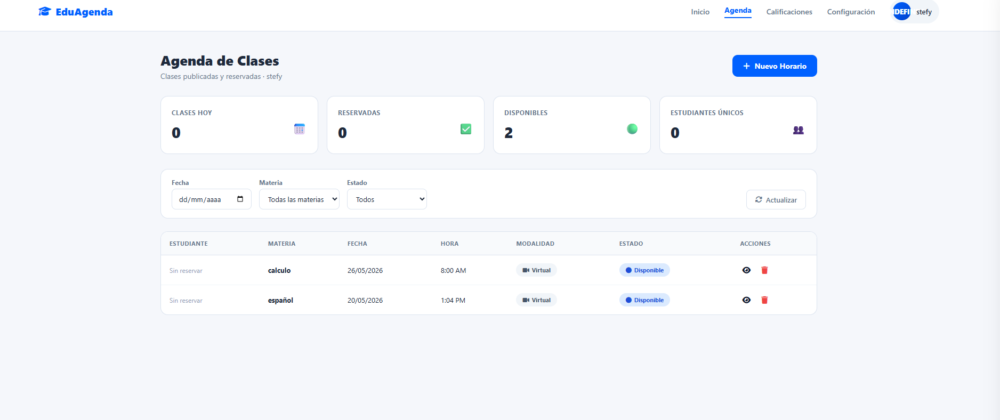 EduAgenda
Inicio Agenda Calificaciones Configuración stefy
Agenda de Clases
Clases publicadas y reservadas · stefy
+ Nuevo Horario
CLASES HOY
0
RESERVADAS
0
DISPONIBLES
2
ESTUDIANTES ÚNICOS
0
Fecha
dd/mm/aaaa
Materia
Todas las materias
Estado
Todos
Actualizar
ESTUDIANTE MATERIA FECHA HORA MODALIDAD ESTADO ACCIONES
Sin reservar calculo 26/05/2026 8:00 AM Virtual Disponible
Sin reservar español 20/05/2026 1:04 PM Virtual Disponible